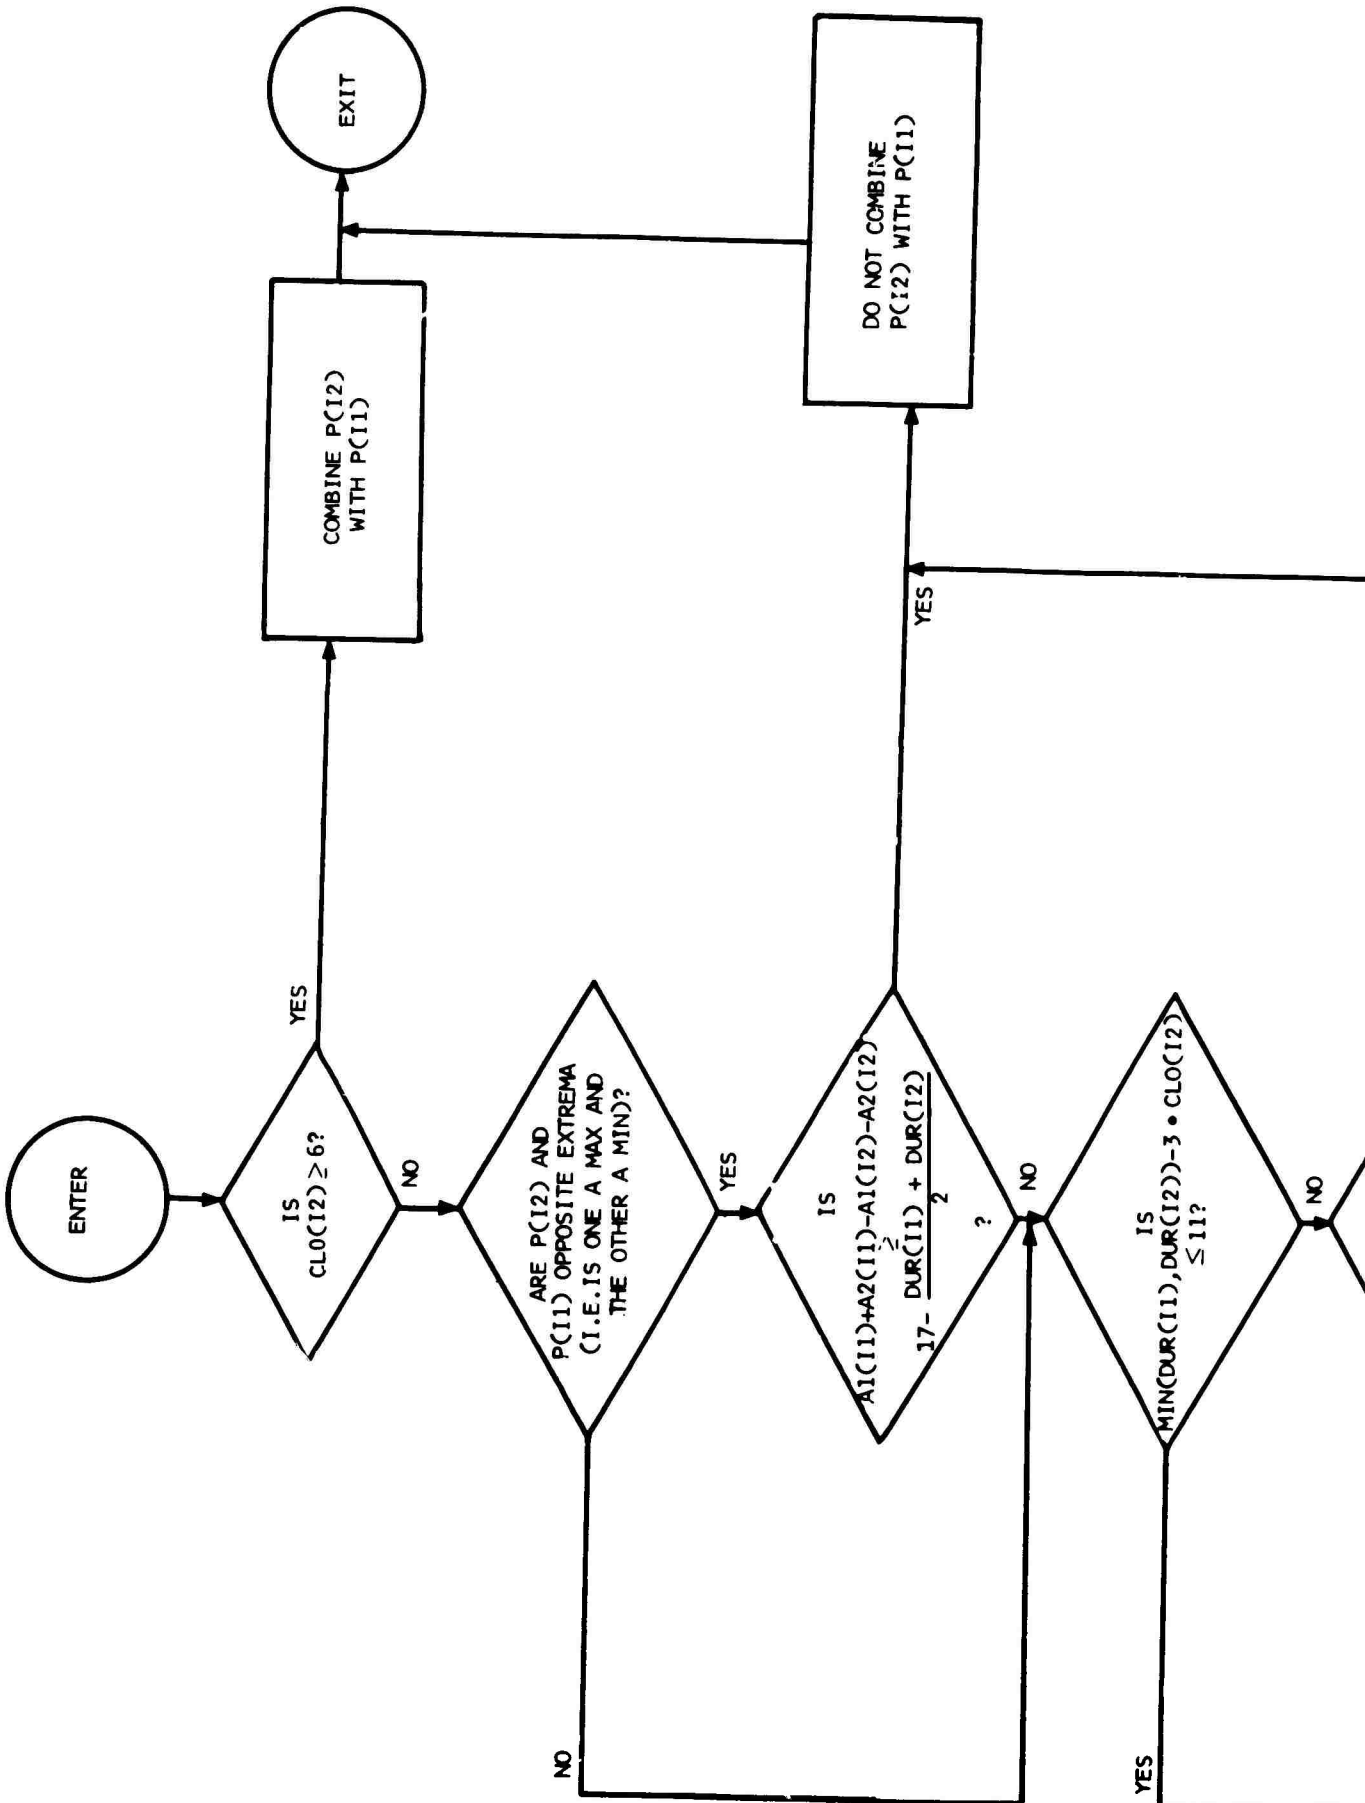 ENTER
IS
CLO(I2) ≥ 6?
YES
NO
COMBINE P(I2)
WITH P(I1)
EXIT
ARE P(I2) AND
P(I1) OPPOSITE EXTREMA
(I.E.IS ONE A MAX AND
THE OTHER A MIN)?
NO
YES
IS
A1(I1)+A2(I1)-A1(I2)-A2(I2)
≥
17- DUR(I1) + DUR(I2)
2
?
YES
NO
DO NOT COMBINE
P(I2) WITH P(I1)
IS
MIN(DUR(I1),DUR(I2))-3 • CLO(I2)
≤ 11?
YES
NO